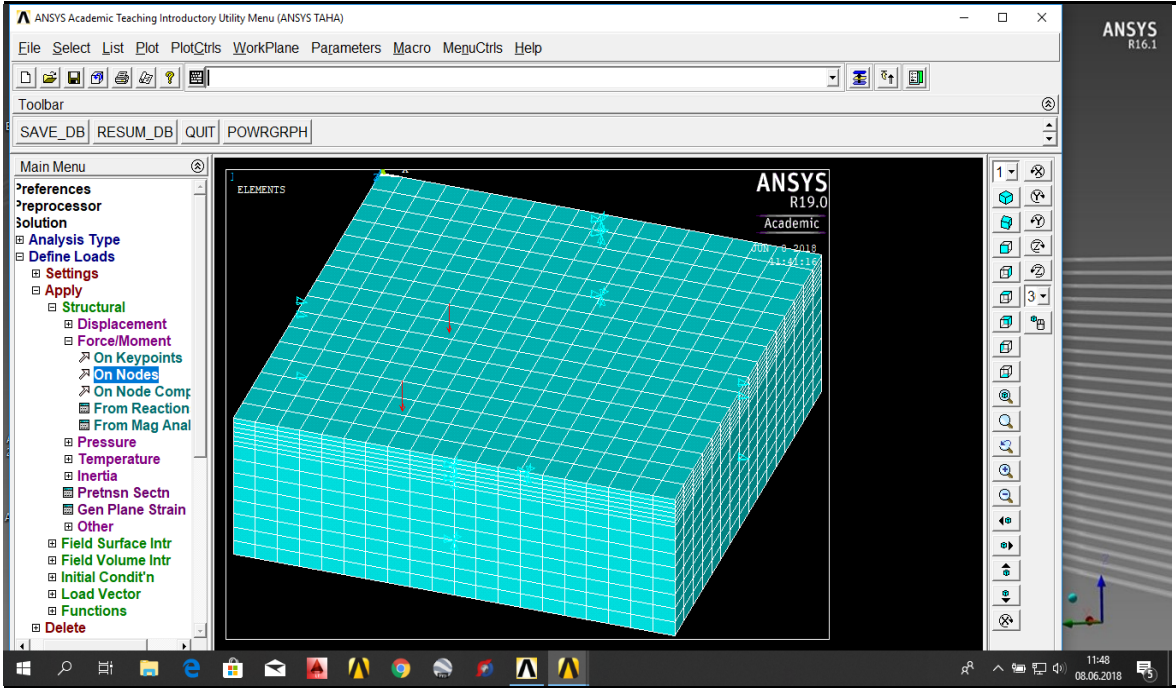 ANSYS Academic Teaching Introductory Utility Menu (ANSYS TAHA)
File Select List Plot PlotCtrls WorkPlane Parameters Macro MenuCtrls Help
Toolbar
SAVE_DB RESUM_DB QUIT POWRGRPH
Main Menu
Preferences
Preprocessor
Solution
Analysis Type
Define Loads
Settings
Apply
Structural
Displacement
Force/Moment
On Keypoints
On Nodes
On Node Comp
From Reaction
From Mag Anal
Pressure
Temperature
Inertia
Pretnsn Sectn
Gen Plane Strain
Other
Field Surface Intr
Field Volume Intr
Initial Condit'n
Load Vector
Functions
Delete
1
ELEMENTS
ANSYS
R19.0
Academic
JUN 8 2018
11:41:16
1
3
ANSYS
R16.1
11:48
08.06.2018
5